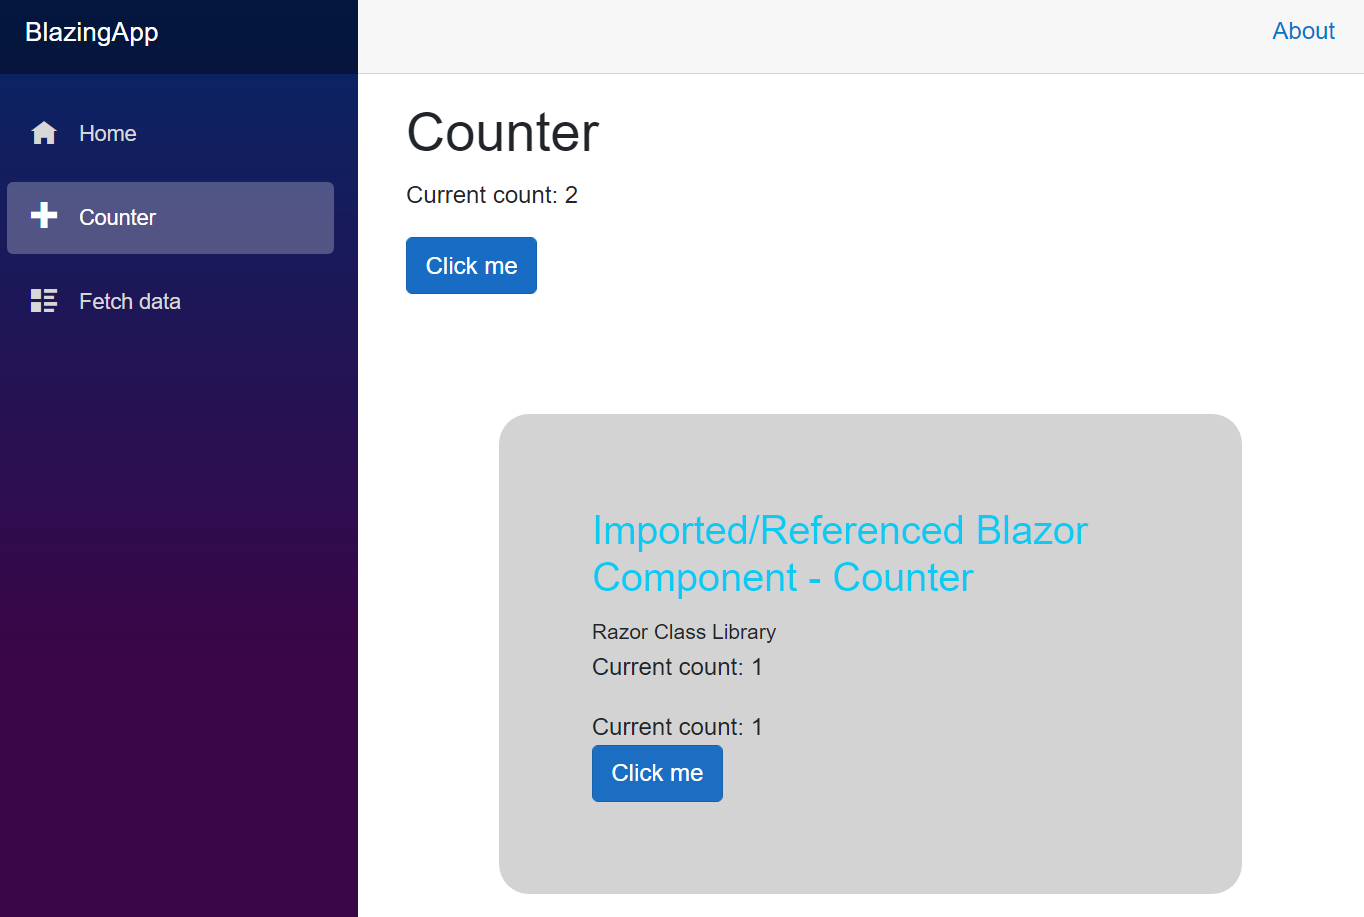 BlazingApp
About
Home
Counter
Fetch data
Counter
Current count: 2
Click me
Imported/Referenced Blazor
Component - Counter
Razor Class Library
Current count: 1
Current count: 1
Click me